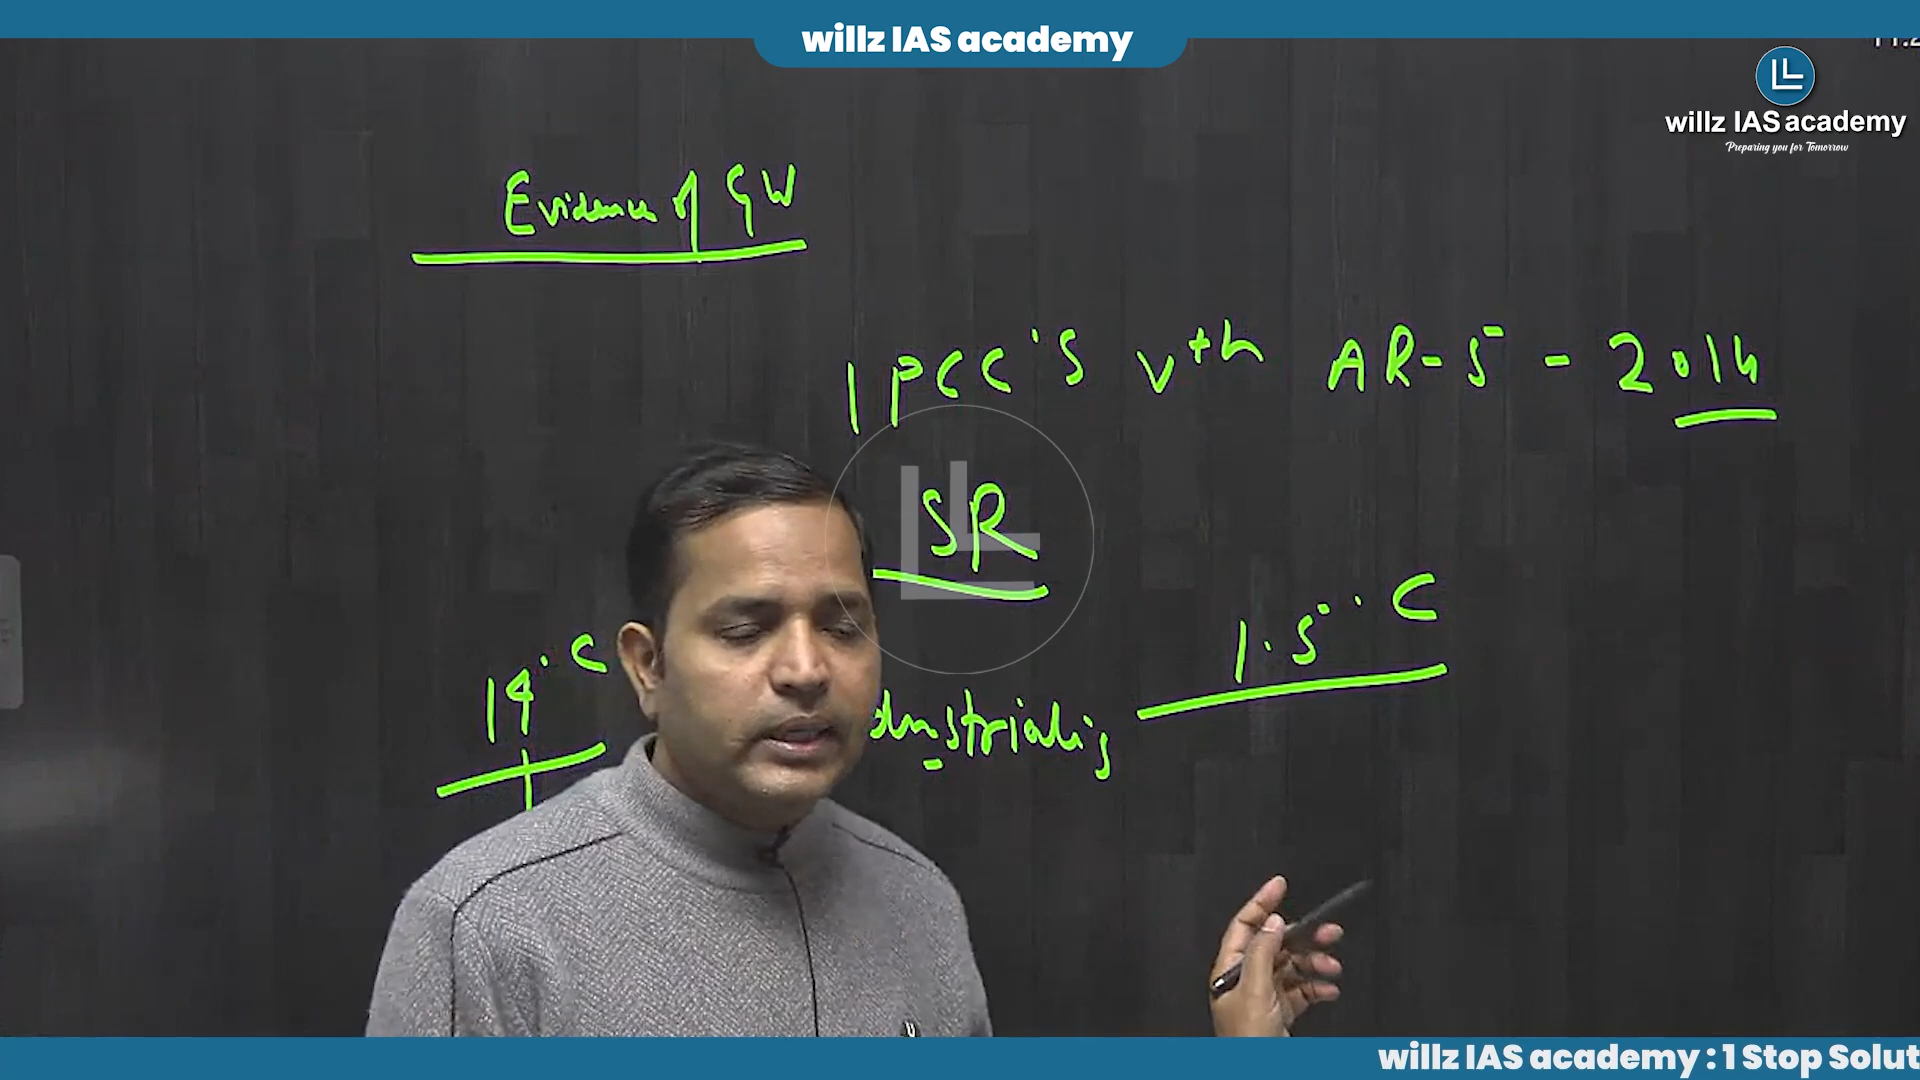 willz IAS academy
willz IAS academy
Preparing you for Tomorrow
Evidence of GW
IPCC'S Vth AR-5 - 2014
SR
1.5°C
14°C
willz IAS academy : 1 Stop Solut